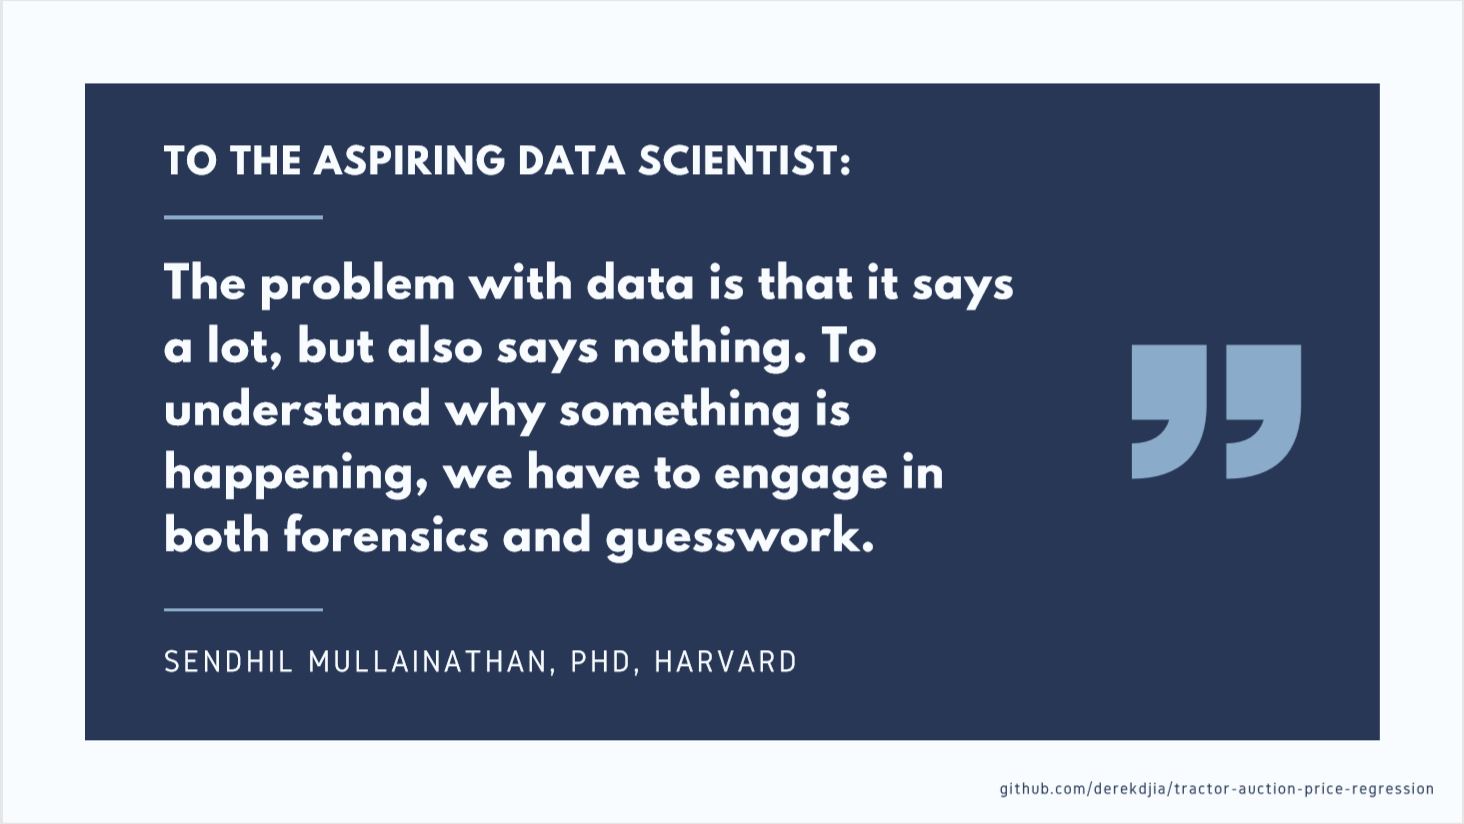 TO THE ASPIRING DATA SCIENTIST:
The problem with data is that it says
a lot, but also says nothing. To
understand why something is
happening, we have to engage in
both forensics and guesswork.
SENDHIL MULLAINATHAN, PHD, HARVARD
github.com/derekdjia/tractor-auction-price-regression